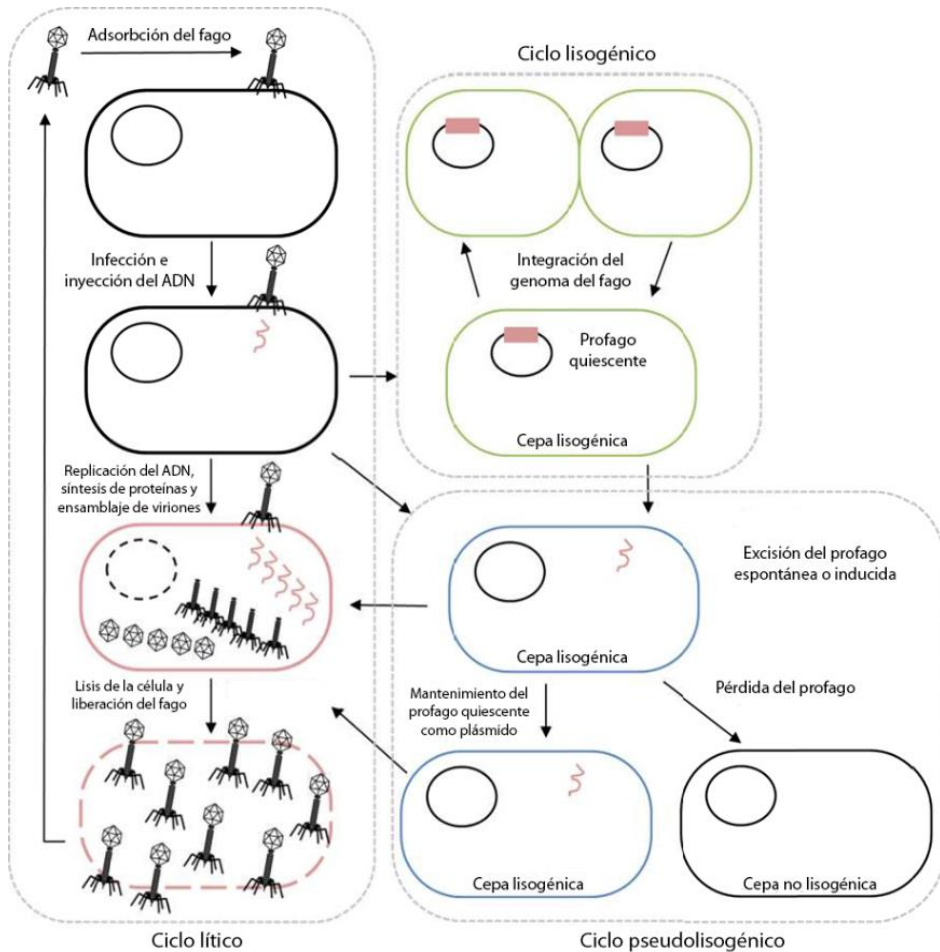 Adsorbción del fago
Infección e
inyección del ADN
Replicación del ADN,
síntesis de proteínas y
ensamblaje de viriones
Lisis de la célula y
liberación del fago
Ciclo lítico
Ciclo lisogénico
Integración del
genoma del fago
Profago
quiescente
Cepa lisogénica
Excisión del profago
espontánea o inducida
Cepa lisogénica
Mantenimiento del
profago quiescente
como plásmido
Pérdida del profago
Cepa lisogénica
Cepa no lisogénica
Ciclo pseudolisogénico